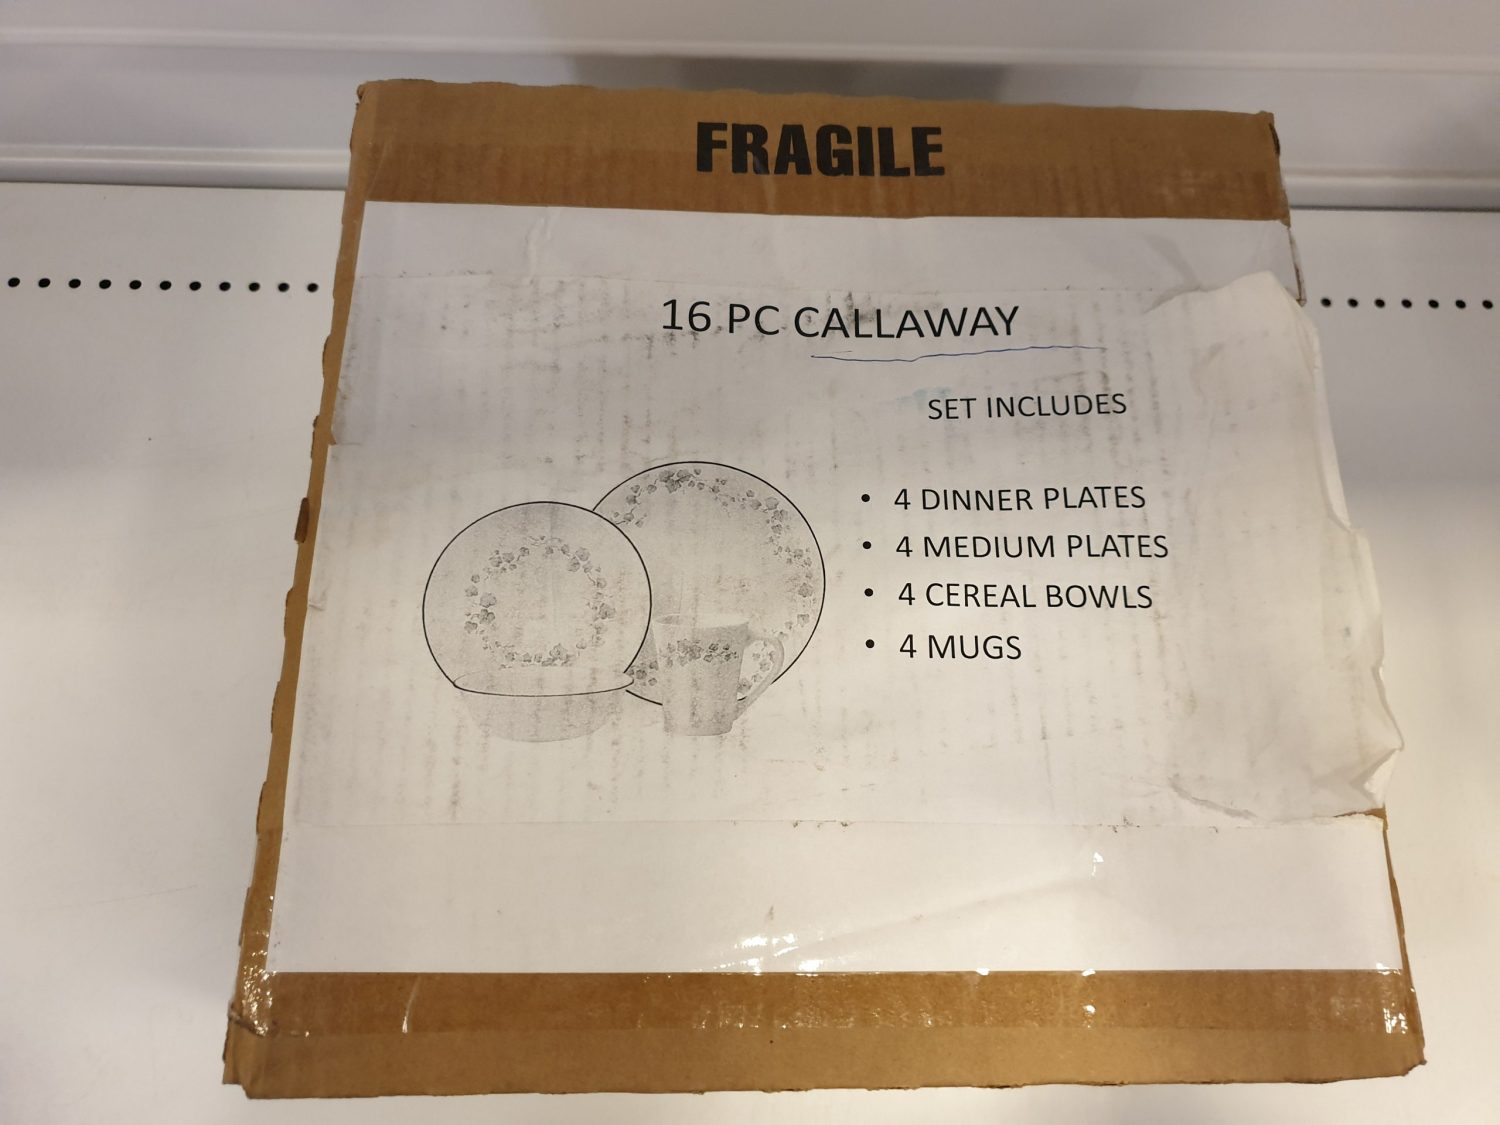 FRAGILE
16 PC CALLAWAY
SET INCLUDES
• 4 DINNER PLATES
• 4 MEDIUM PLATES
• 4 CEREAL BOWLS
• 4 MUGS